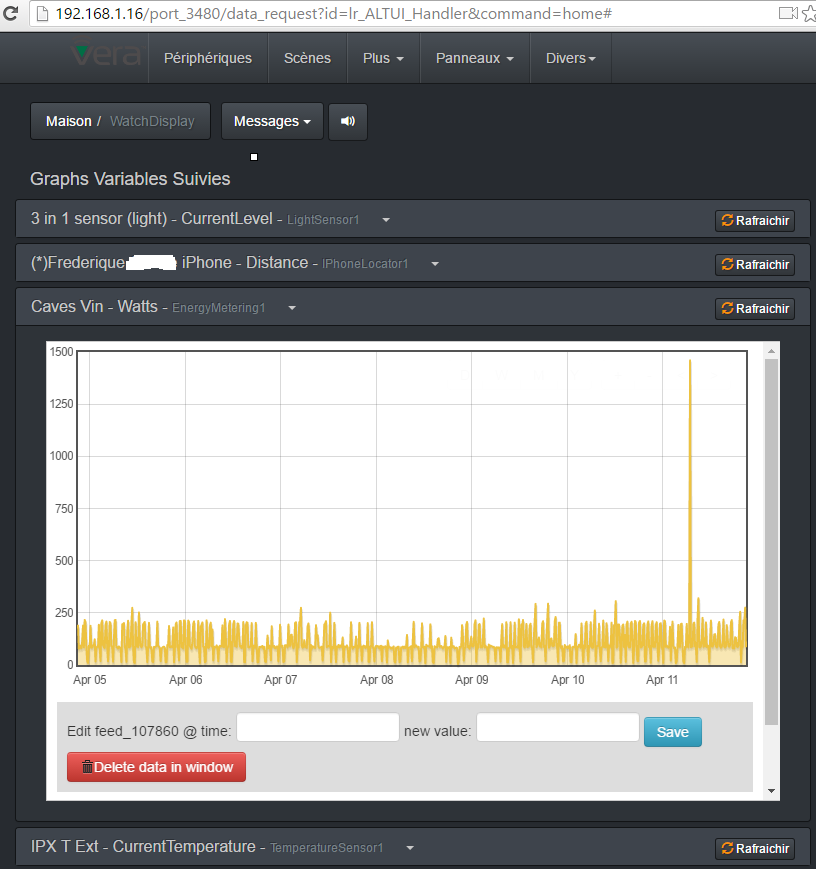 192.168.1.16/port_3480/data_request?id=lr_ALTUI_Handler&command=home#
vera Périphériques Scènes Plus Panneaux Divers
Maison / WatchDisplay Messages
Graphs Variables Suivies
3 in 1 sensor (light) - CurrentLevel - LightSensor1 Rafraichir
(*)Frederique iPhone - Distance - IPhoneLocator1 Rafraichir
Caves Vin - Watts - EnergyMetering1 Rafraichir
1500
1250
1000
750
500
250
0
Apr 05 Apr 06 Apr 07 Apr 08 Apr 09 Apr 10 Apr 11
Edit feed_107860 @ time: new value: Save
Delete data in window
IPX T Ext - CurrentTemperature - TemperatureSensor1 Rafraichir